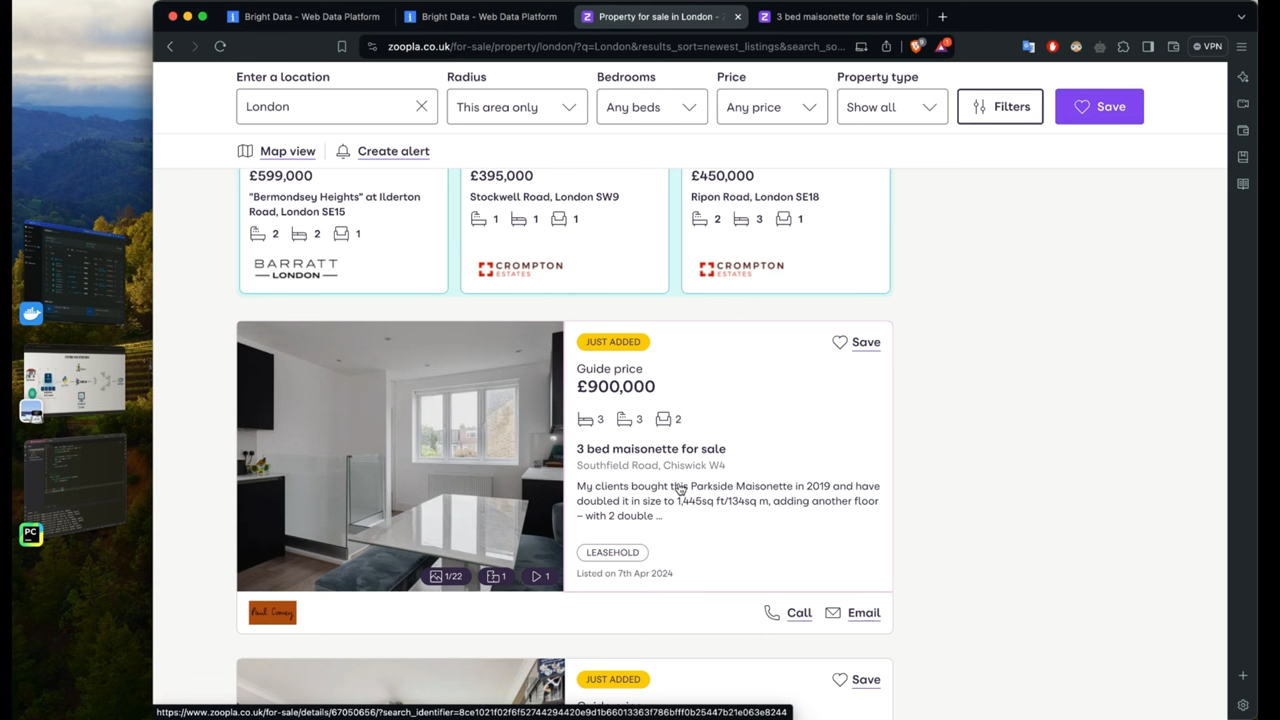 Bright Data - Web Data Platform
Bright Data - Web Data Platform
Property for sale in London -
3 bed maisonette for sale in South
zoopla.co.uk/for-sale/property/london/?q=London&results_sort=newest_listings&search_so...
VPN
Enter a location
Radius
Bedrooms
Price
Property type
London
This area only
Any beds
Any price
Show all
Filters
Save
Map view
Create alert
£599,000
"Bermondsey Heights" at Ilderton
Road, London SE15
2 2 1
BARRATT
LONDON
£395,000
Stockwell Road, London SW9
1 1 1
CROMPTON
ESTATES
£450,000
Ripon Road, London SE18
2 3 1
CROMPTON
ESTATES
JUST ADDED
Save
Guide price
£900,000
3 3 2
3 bed maisonette for sale
Southfield Road, Chiswick W4
My clients bought this Parkside Maisonette in 2019 and have
doubled it in size to 1,445sq ft/134sq m, adding another floor
– with 2 double ...
LEASEHOLD
Listed on 7th Apr 2024
1/22 1 1
Call
Email
JUST ADDED
Save
https://www.zoopla.co.uk/for-sale/details/67050656/?search_identifier=8ce1021f02f6f52744294420e9d1b66013363f786bfff0b25447b21e063e8244
PC